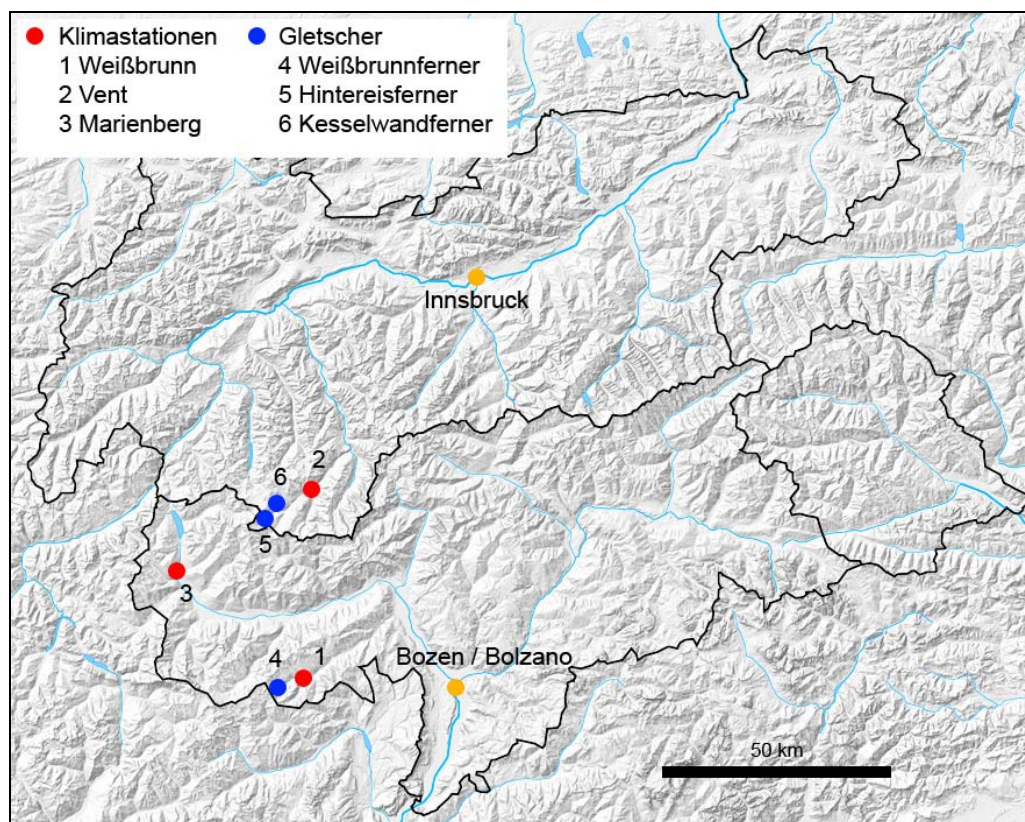 Klimastationen
1 Weißbrunn
2 Vent
3 Marienberg
Gletscher
4 Weißbrunnferner
5 Hintereisferner
6 Kesselwandferner
Innsbruck
2
6
5
3
4
1
Bozen / Bolzano
50 km